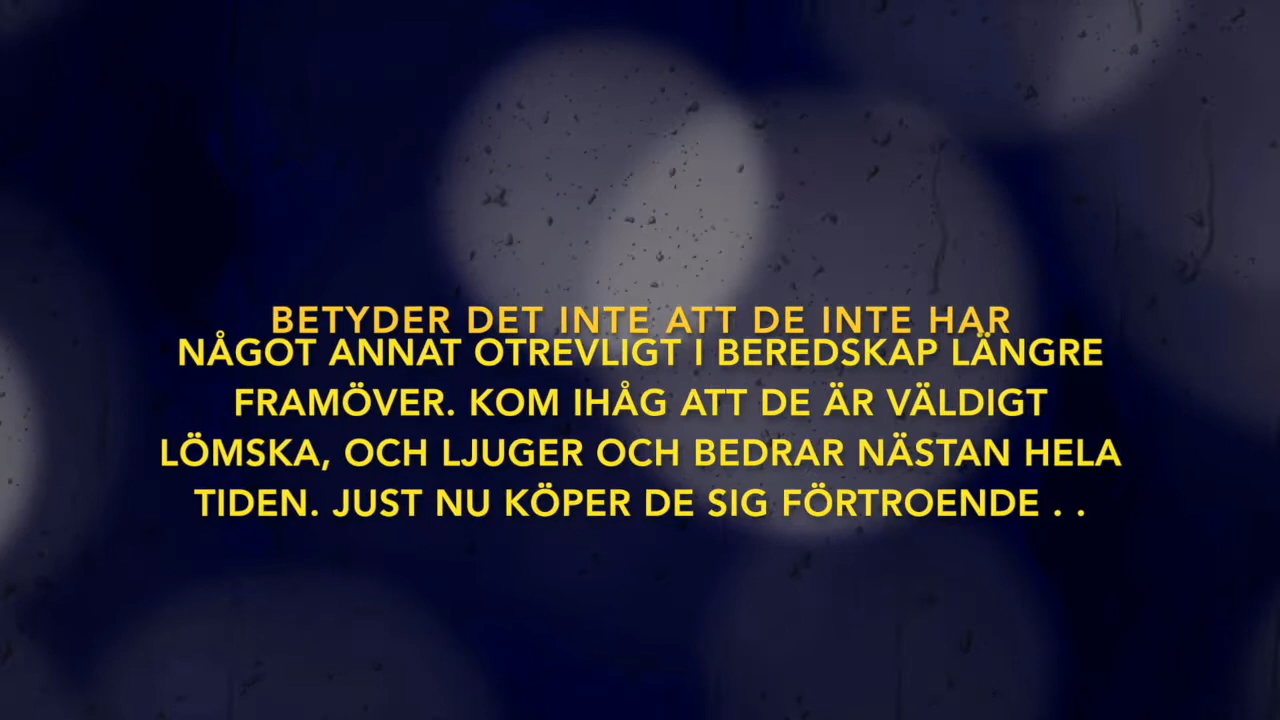 BETYDER DET INTE ATT DE INTE HAR
NÅGOT ANNAT OTREVLIGT I BEREDSKAP LÄNGRE
FRAMÖVER. KOM IHÅG ATT DE ÄR VÄLDIGT
LÖMSKA, OCH LJUGER OCH BEDRAR NÄSTAN HELA
TIDEN. JUST NU KÖPER DE SIG FÖRTROENDE . .